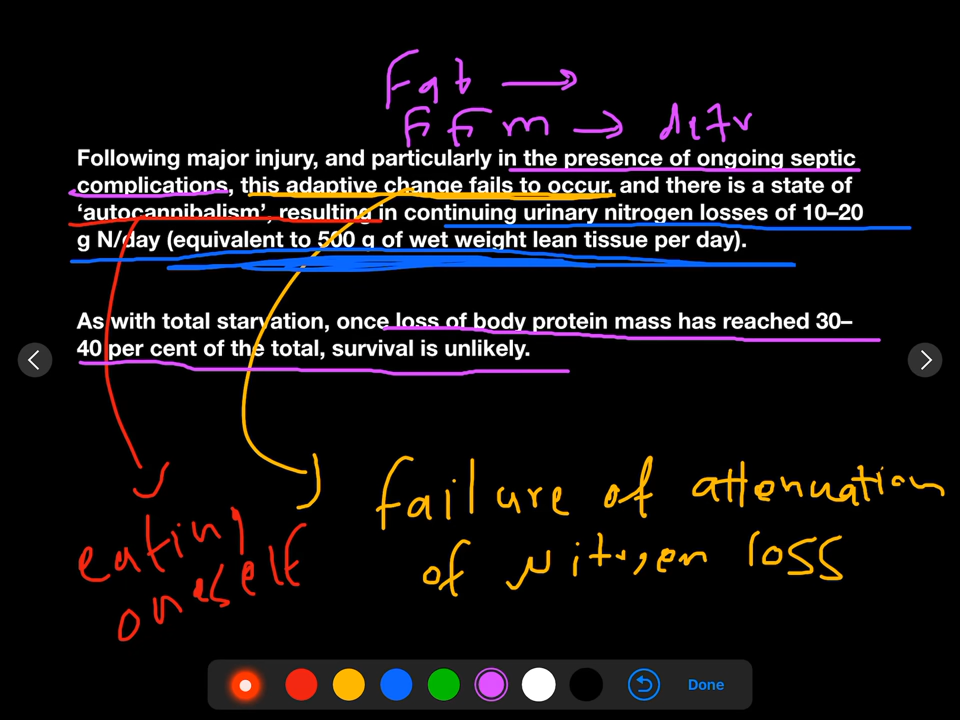 Fat →
FFm →
Following major injury, and particularly in the presence of ongoing septic
complications, this adaptive change fails to occur, and there is a state of
‘autocannibalism’, resulting in continuing urinary nitrogen losses of 10–20
g N/day (equivalent to 500 g of wet weight lean tissue per day).
As with total starvation, once loss of body protein mass has reached 30–
40 per cent of the total, survival is unlikely.
failure of attenuation
of Nitrogen loss
eating
oneself
Done